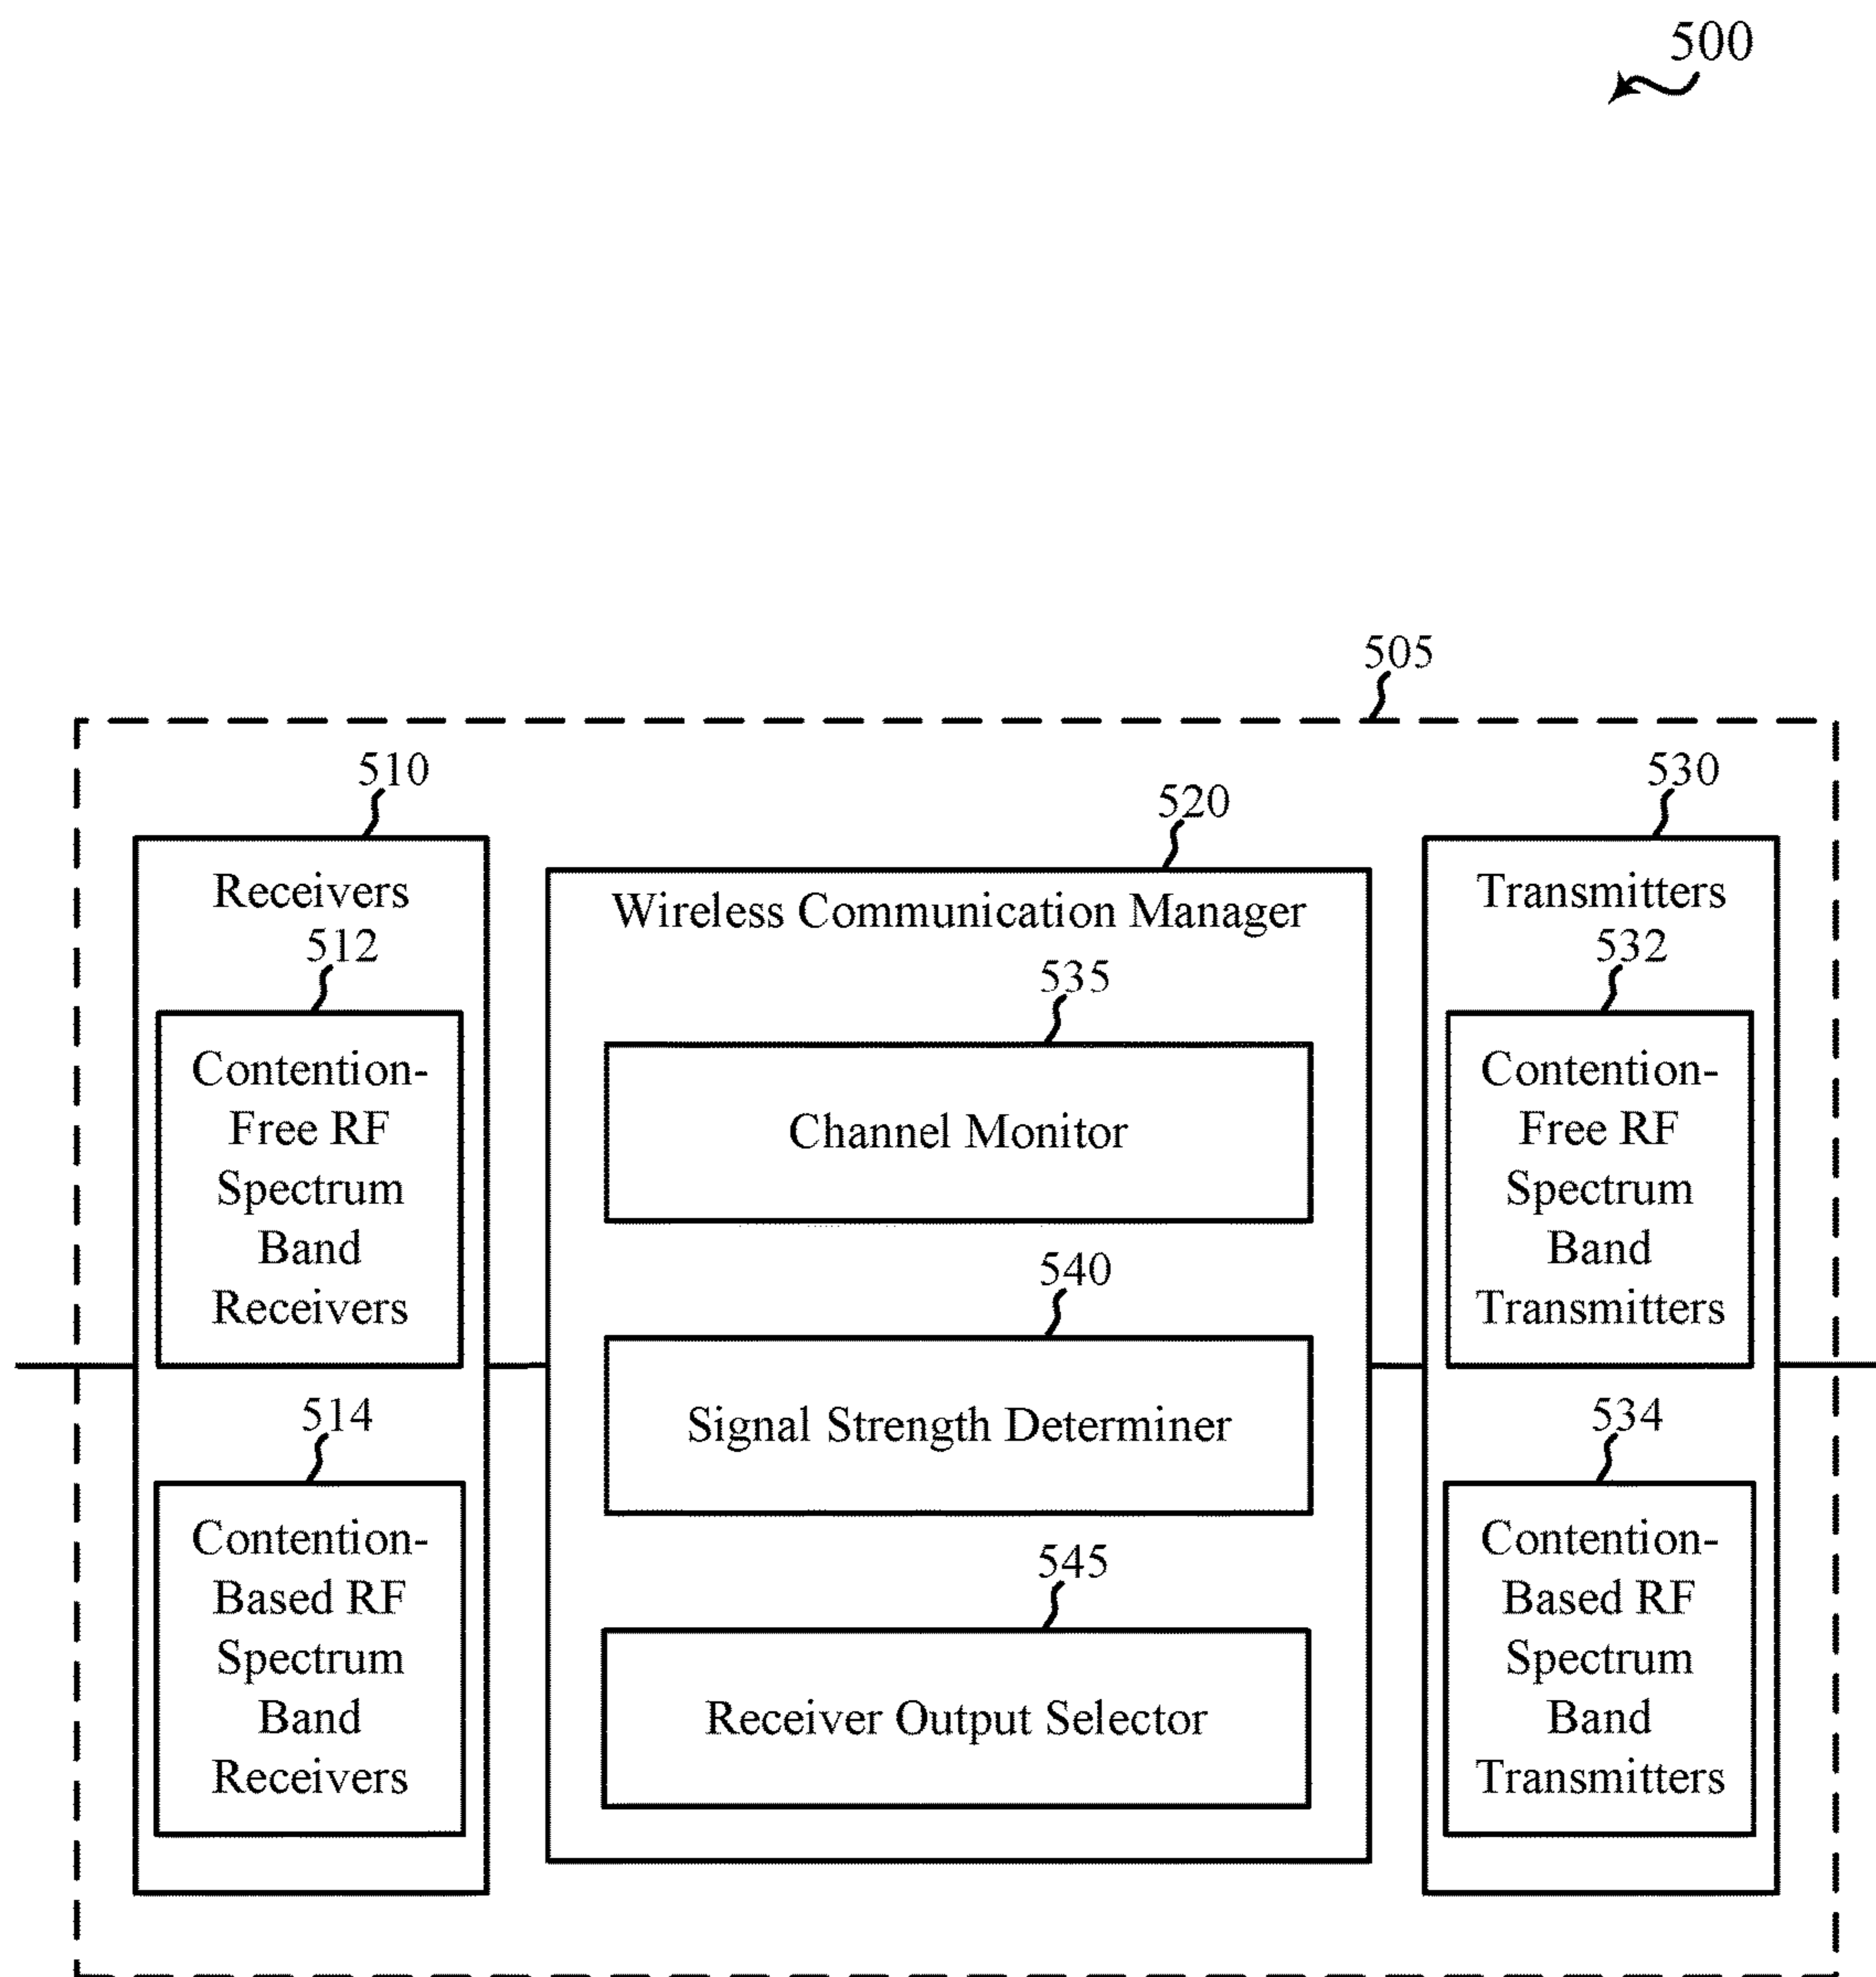 500
505
510
Receivers
512
Contention-
Free RF
Spectrum
Band
Receivers
514
Contention-
Based RF
Spectrum
Band
Receivers
520
Wireless Communication Manager
535
Channel Monitor
540
Signal Strength Determiner
545
Receiver Output Selector
530
Transmitters
532
Contention-
Free RF
Spectrum
Band
Transmitters
534
Contention-
Based RF
Spectrum
Band
Transmitters